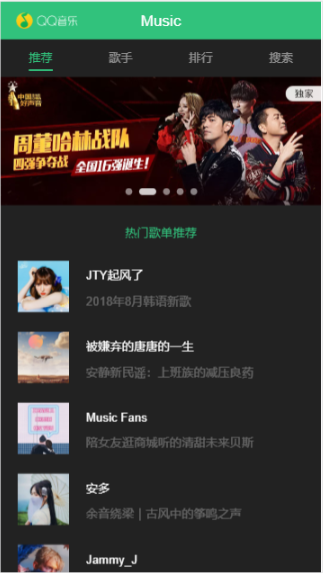 QQ音乐
Music
推荐
歌手
排行
搜索
中国好声音
独家
周董哈林战队
四强争夺战 全国16强诞生!
热门歌单推荐
JTY起风了
2018年8月韩语新歌
被嫌弃的唐唐的一生
安静新民谣：上班族的减压良药
Music Fans
陪女友逛商城听的清甜未来贝斯
安多
余音绕梁｜古风中的筝鸣之声
Jammy_J